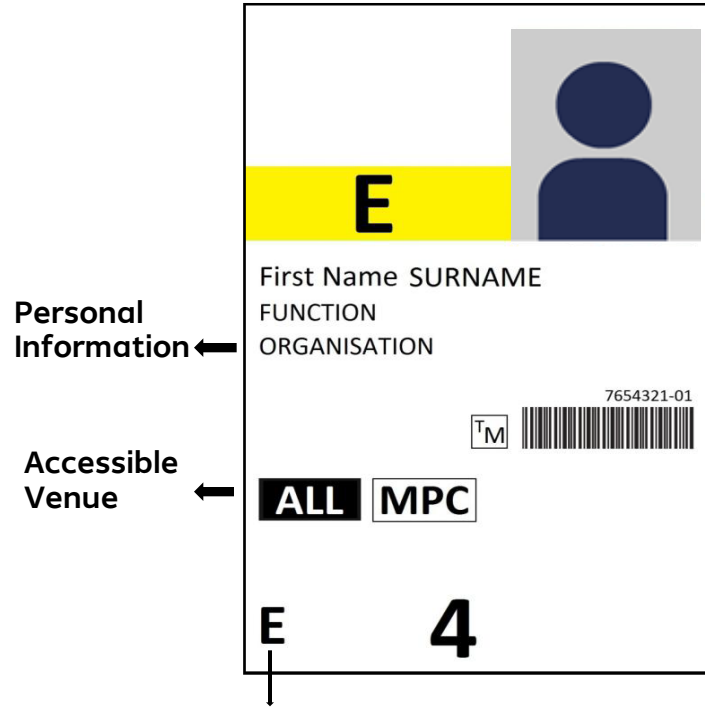 E
First Name SURNAME
FUNCTION
Personal
Information
ORGANISATION
7654321-01
TM
Accessible
Venue
ALL MPC
E 4